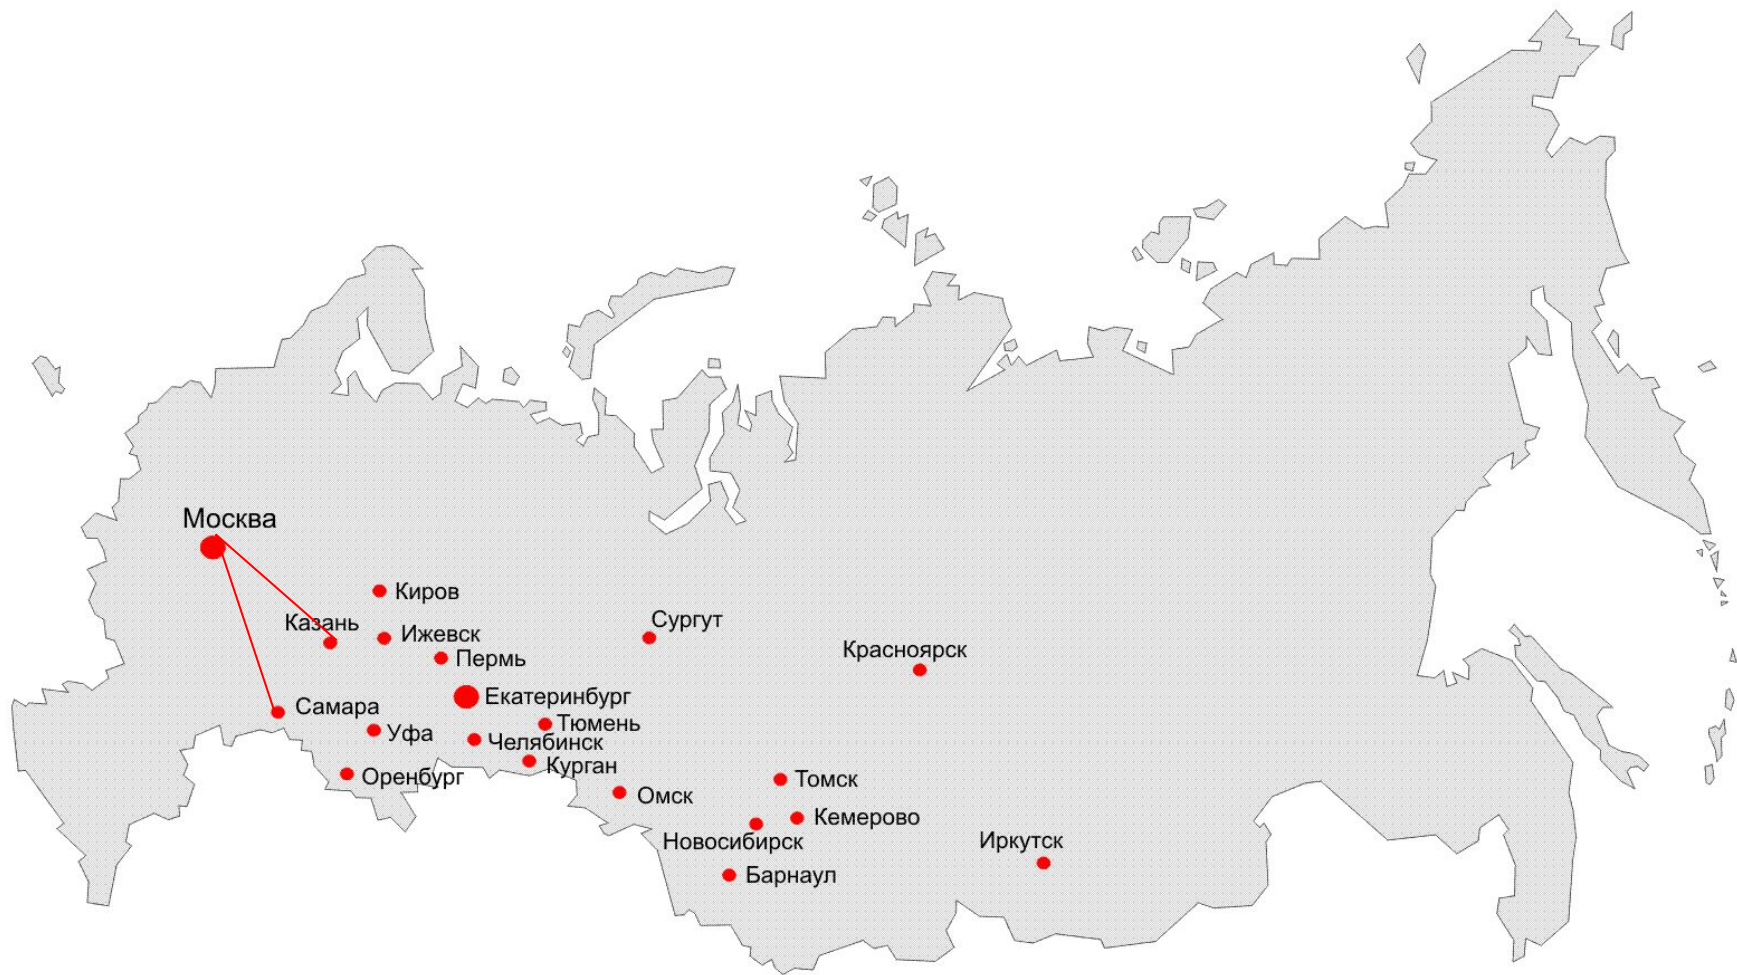 Москва
Киров
Казань
Сургут
Ижевск
Красноярск
Пермь
Екатеринбург
Самара
Тюмень
Уфа
Челябинск
Курган
Оренбург
Томск
Омск
Кемерово
Новосибирск
Иркутск
Барнаул